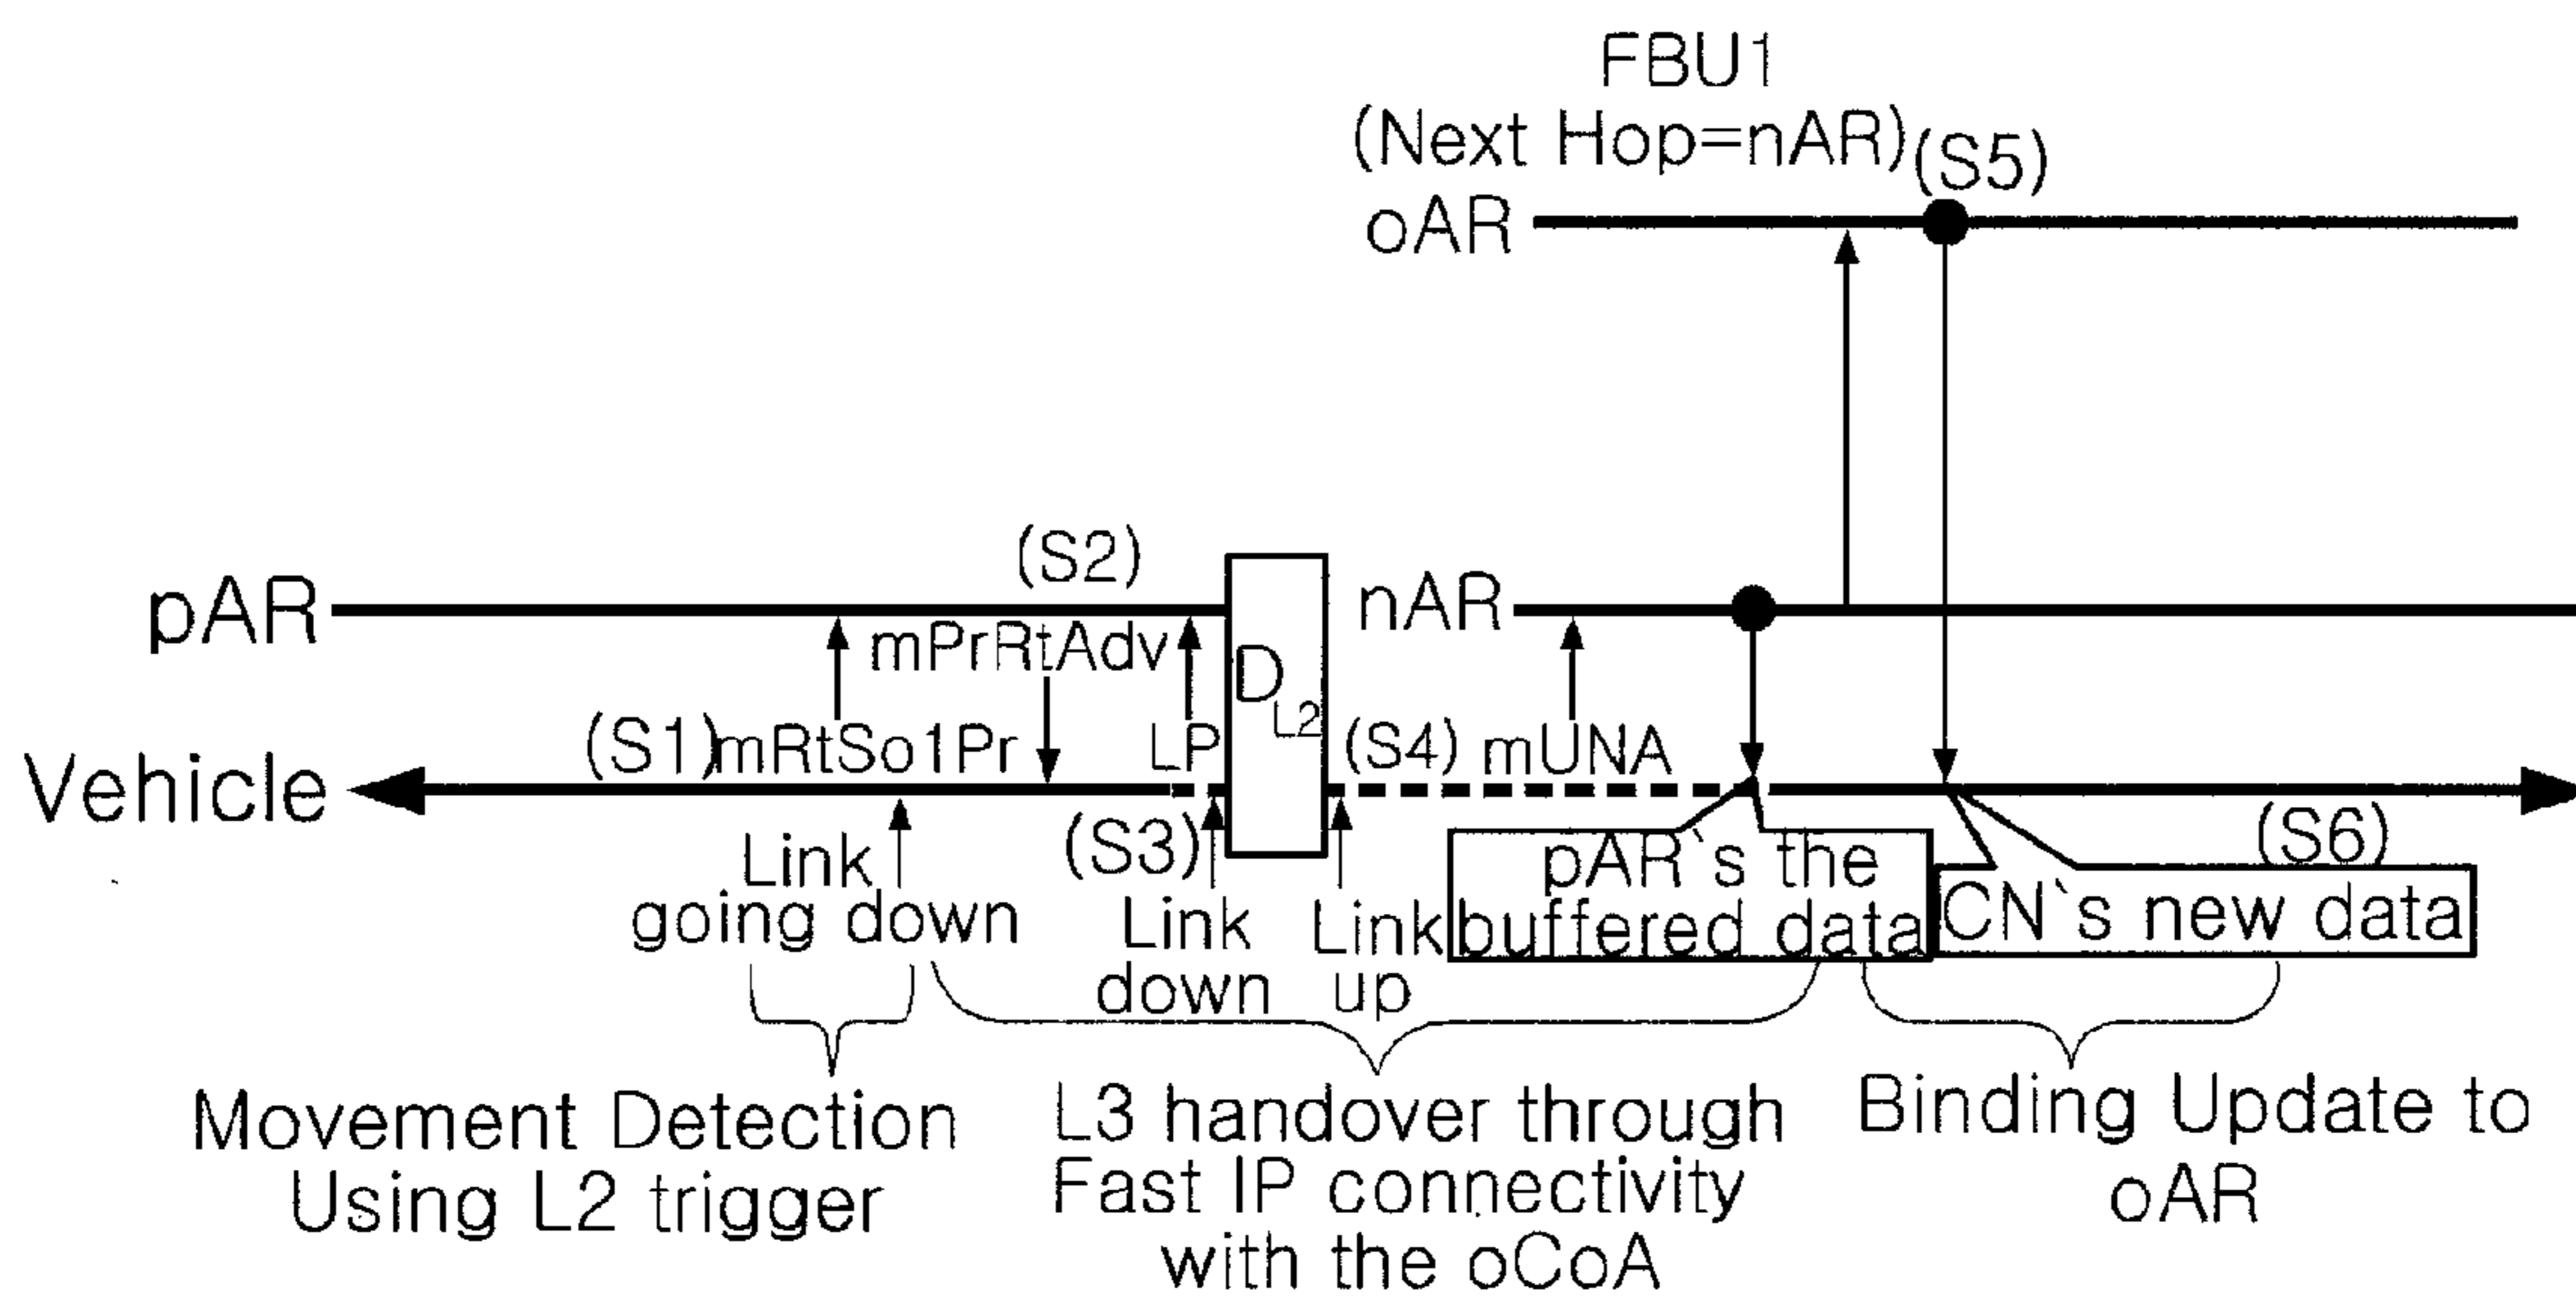 FBU1
(Next Hop=nAR)
(S5)
oAR
(S2)
pAR
nAR
mPrRtAdv
D L2
(S1)
mRtSo1Pr
LP
(S4)
mUNA
Vehicle
(S3)
(S6)
Link
going down
Link
down
Link
up
pAR`s the
buffered data
CN`s new data
Movement Detection
Using L2 trigger
L3 handover through
Fast IP connectivity
with the oCoA
Binding Update to
oAR